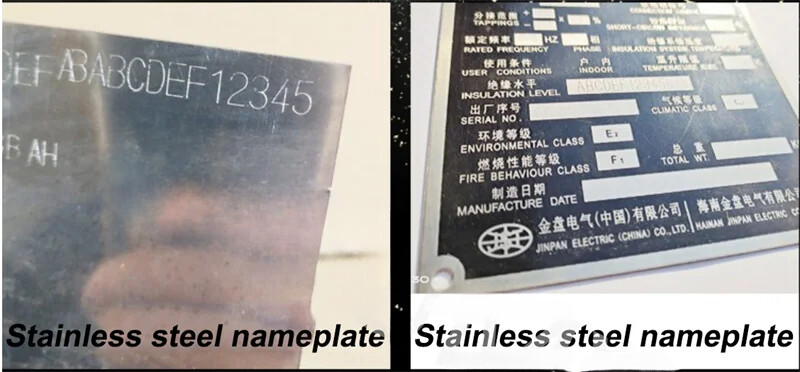 ABABCDEF12345
B AH
Stainless steel nameplate
分接范围
TAPPINGS
%
SHORT-CIRCUIT
额定频率 HZ 相
RATED FREQUENCY PHASE INSULATION SYSTEM
使用条件 户内 温升限值
USER CONDITIONS INDOOR TEMPERATURE RISE
绝缘水平 ABCDEF12345
INSULATION LEVEL
出厂序号 气候等级
SERIAL NO. CLIMATIC CLASS
环境等级 E2
ENVIRONMENTAL CLASS
燃烧性能等级 F1 总重
FIRE BEHAVIOUR CLASS TOTAL WT.
制造日期
MANUFACTURE DATE
金盘电气(中国)有限公司 海南金盘电气有限公
JINPAN ELECTRIC (CHINA) CO.,LTD. HAINAN JINPAN ELECTRIC CO
30
Stainless steel nameplate